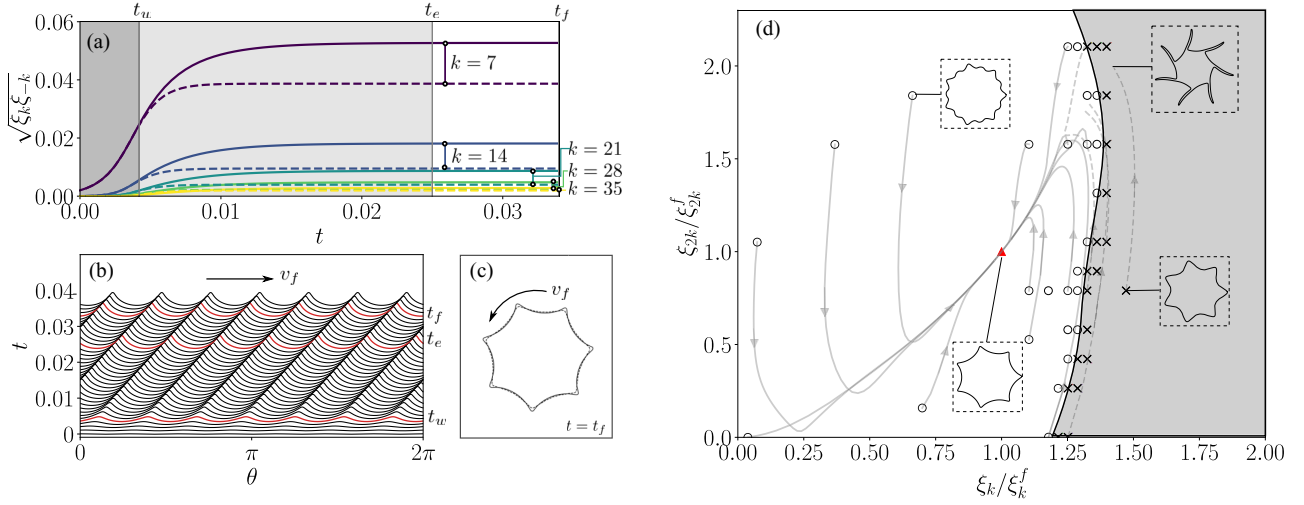 t_u t_e t_f
(a)
0.06
0.04
0.02
0.00
√ξ_kξ_{-k}
k = 7
k = 14
k = 21
k = 28
k = 35
0.00 0.01 0.02 0.03
t
(b)
v_f
0.04
0.03
0.02
0.01
0
t
t_f
t_e
t_w
0 π 2π
θ
(c)
v_f
t = t_f
(d)
2.0
1.5
1.0
0.5
0.0
ξ_{2k}/ξ_{2k}^f
0.00 0.25 0.50 0.75 1.00 1.25 1.50 1.75 2.00
ξ_k/ξ_k^f